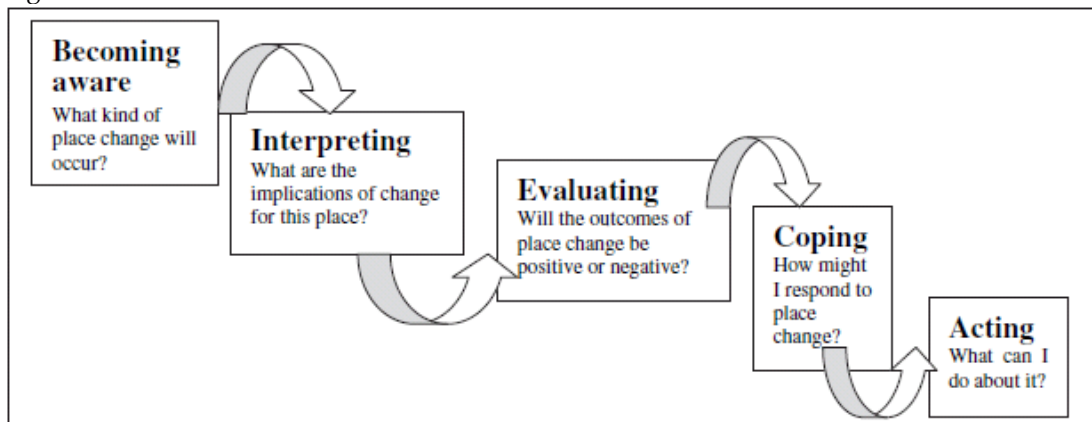 Becoming
aware
What kind of
place change will
occur?
Interpreting
What are the
implications of change
for this place?
Evaluating
Will the outcomes of
place change be
positive or negative?
Coping
How might
I respond to
place
change?
Acting
What can I
do about it?